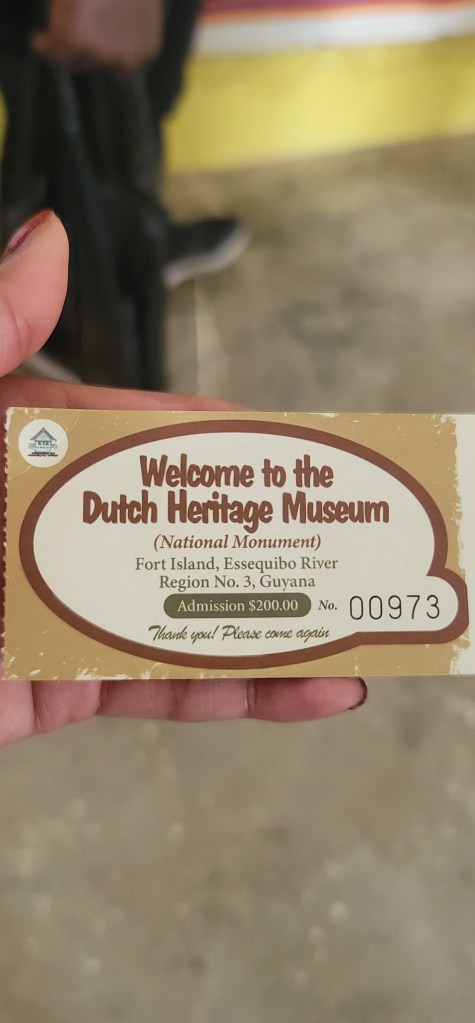 Welcome to the
Dutch Heritage Museum
(National Monument)
Fort Island, Essequibo River
Region No. 3, Guyana
Admission $200.00 No. 00973
Thank you! Please come again